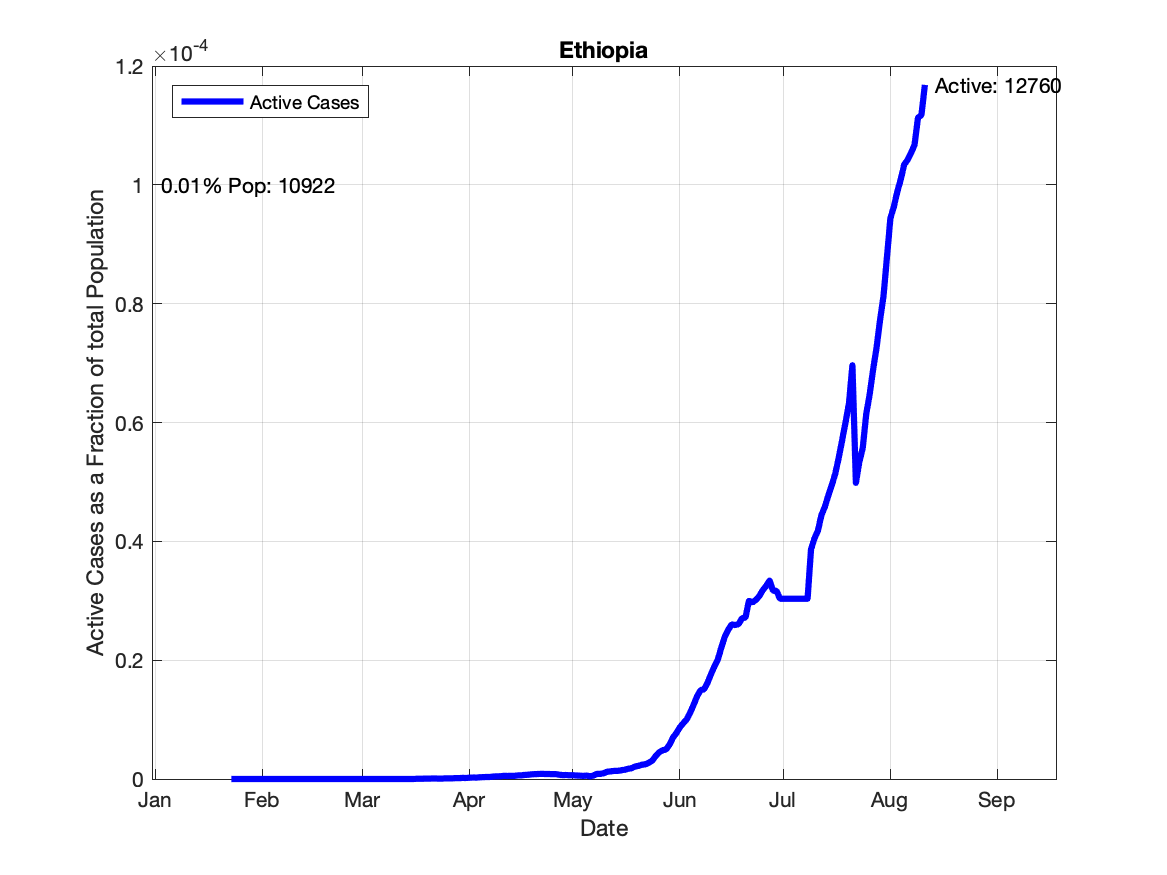 Ethiopia
×10⁻⁴
1.2
1
0.8
0.6
0.4
0.2
0
Active Cases
Active: 12760
0.01% Pop: 10922
Active Cases as a Fraction of total Population
Jan Feb Mar Apr May Jun Jul Aug Sep
Date